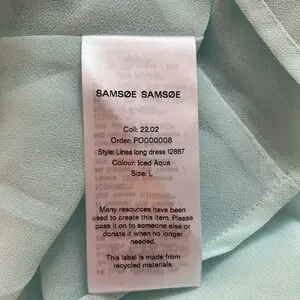 SAMSØE SAMSØE
Coll: 22.02
Order: PO000008
Style: Linea long dress 12887
Colour: Iced Aqua
Size: L
Many resources have been
used to create this item. Please
pass it on to someone else or
donate it when no longer
needed.
This label is made from
recycled materials.